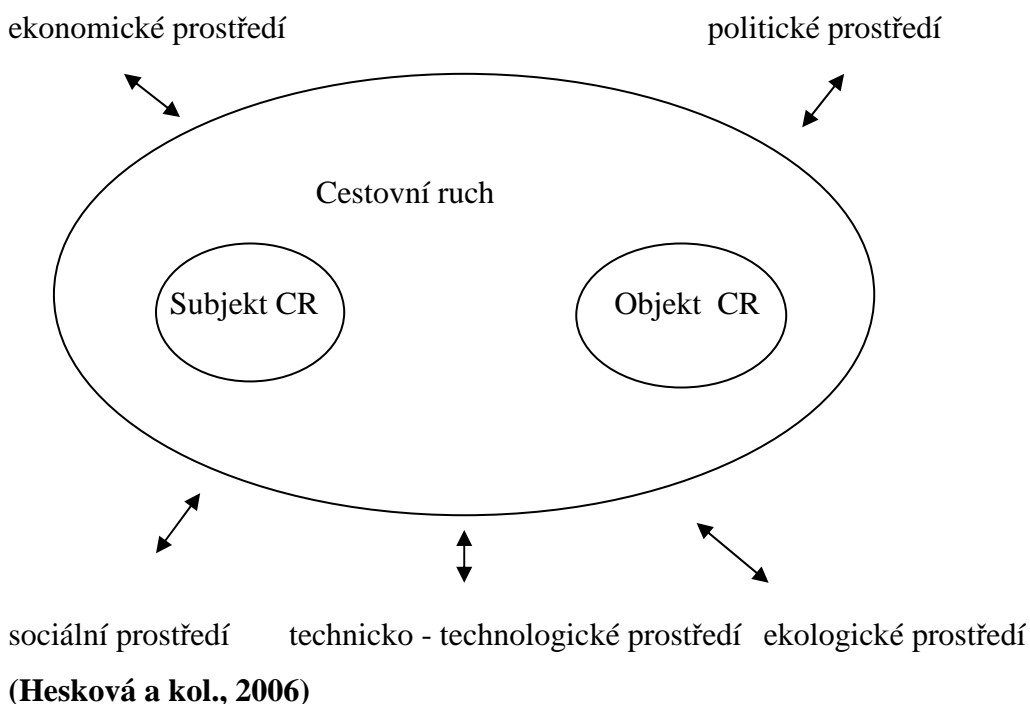 ekonomické prostředí politické prostředí
Cestovní ruch
Subjekt CR Objekt CR
sociální prostředí technicko - technologické prostředí ekologické prostředí
(Hesková a kol., 2006)